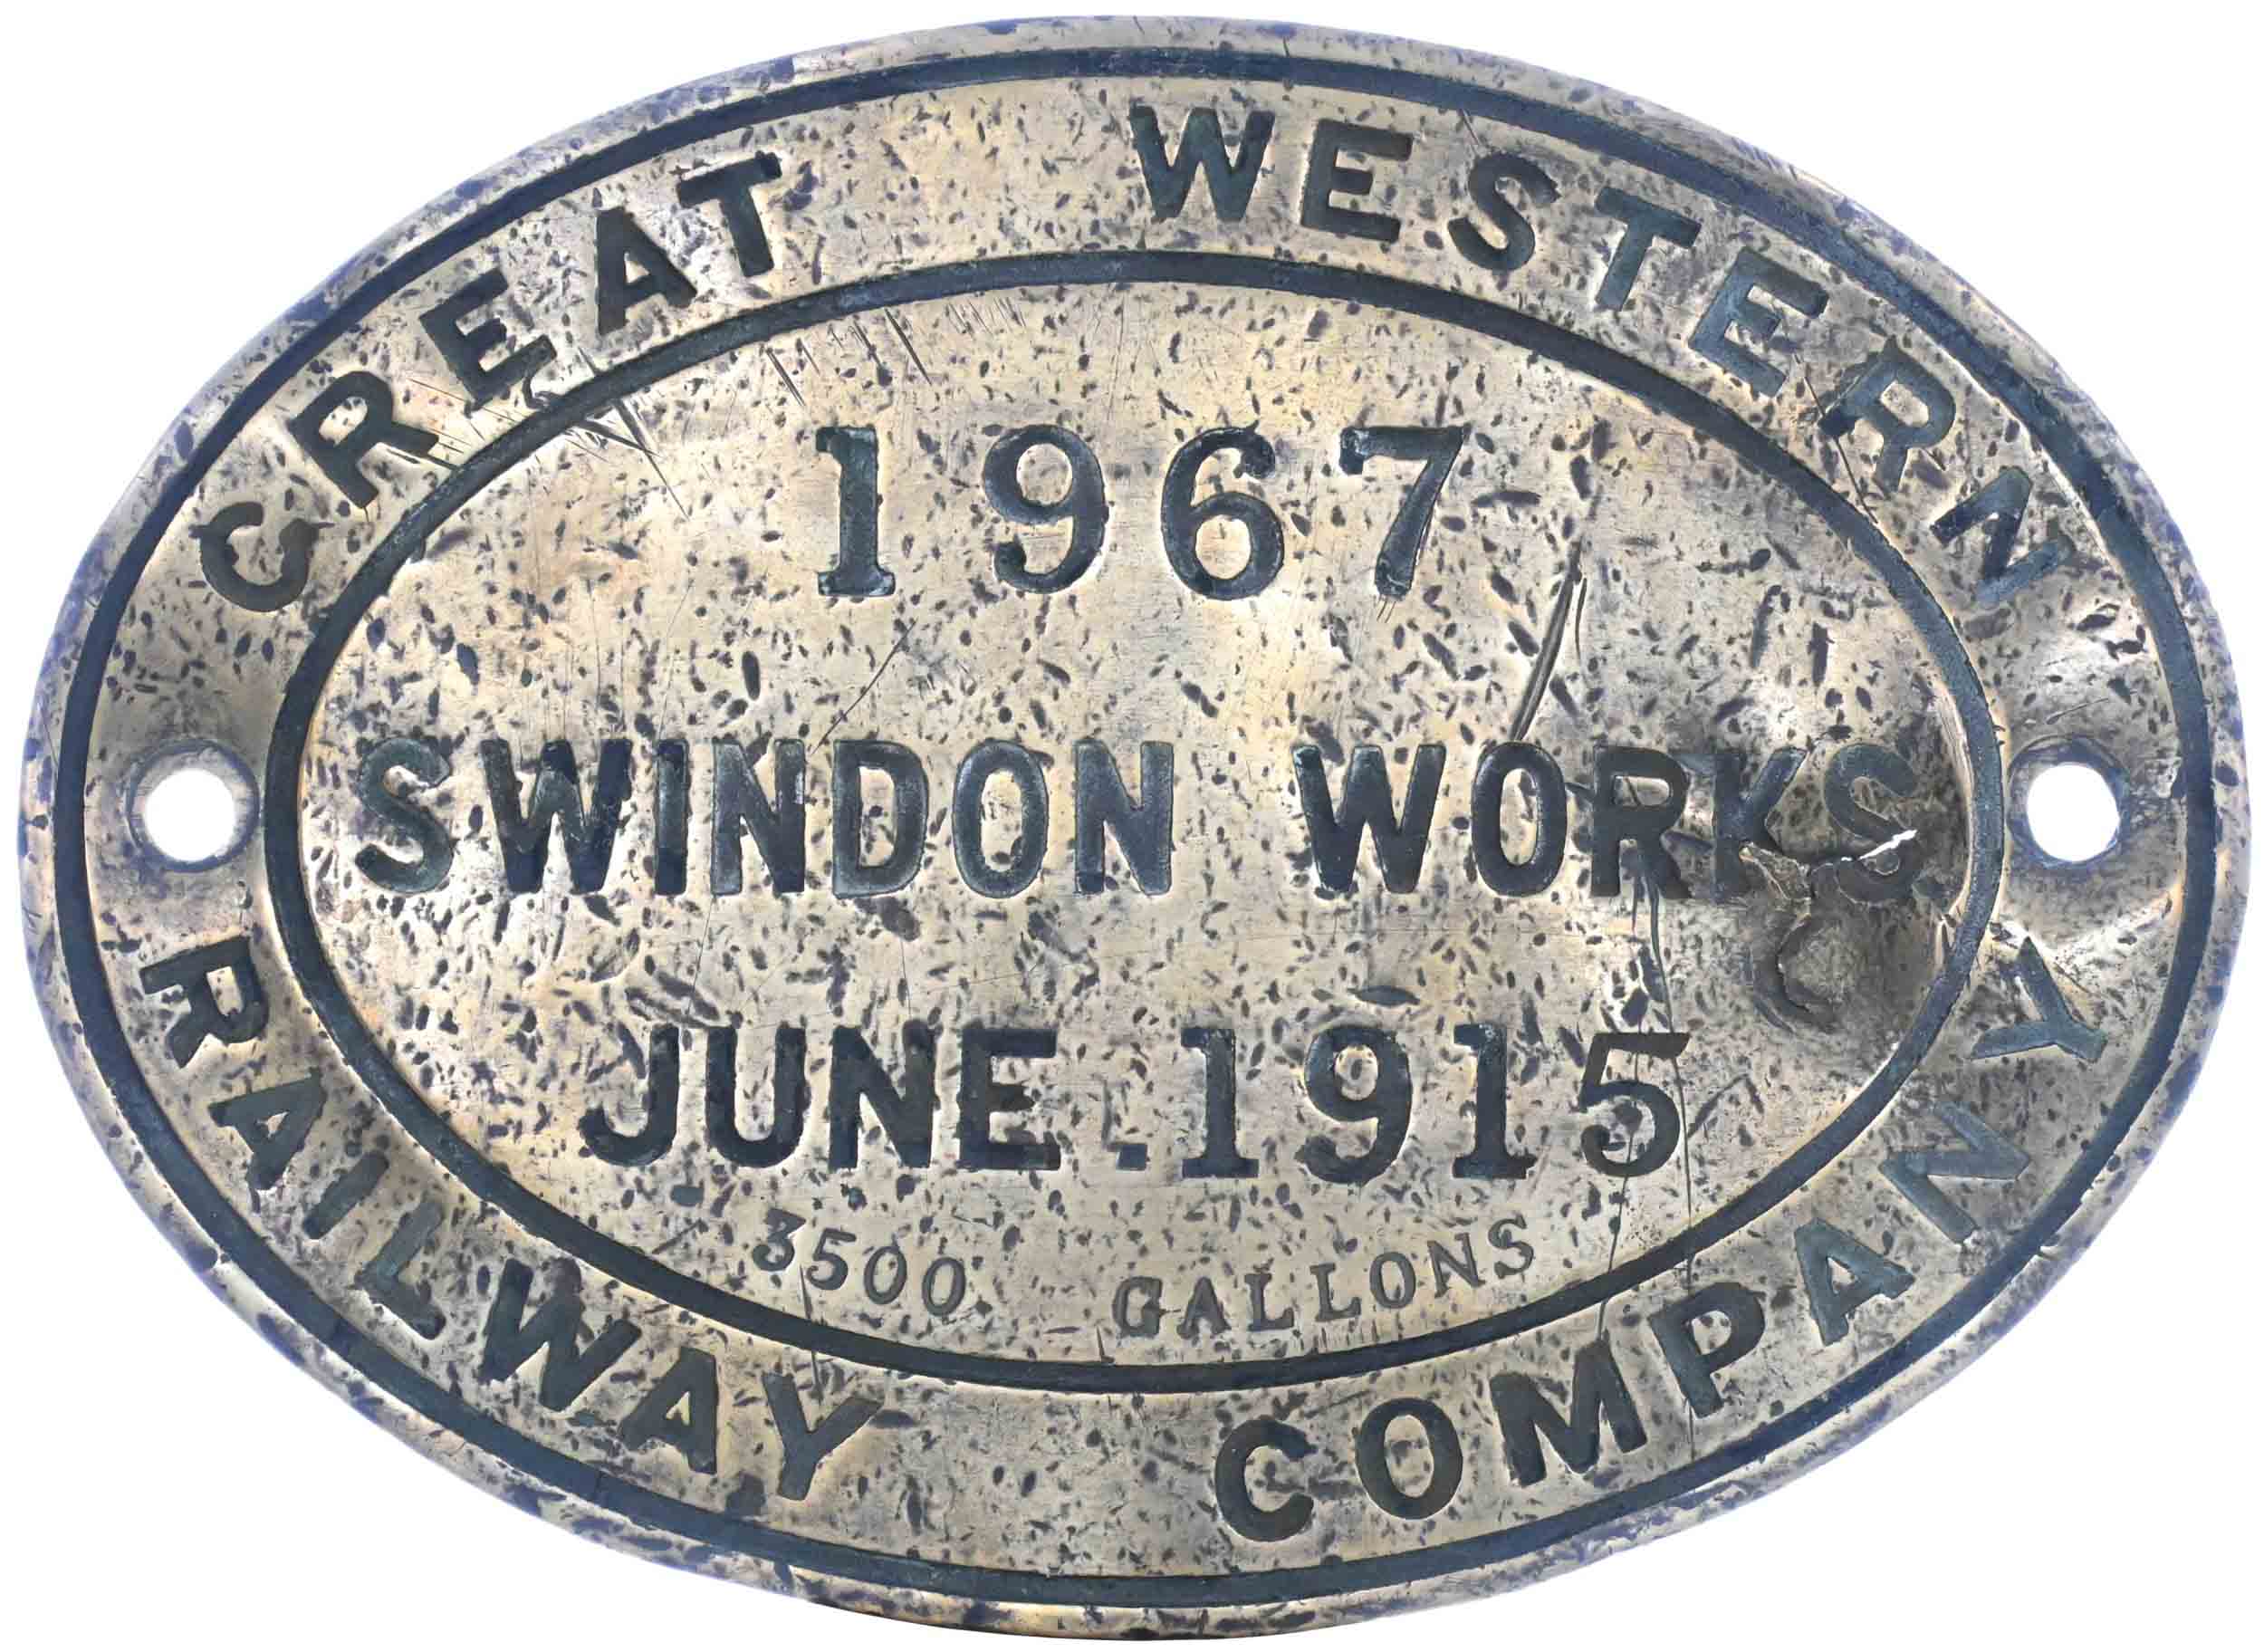 GREAT WESTERN
1967
SWINDON WORKS
JUNE.1915
3500 GALLONS
RAILWAY COMPANY